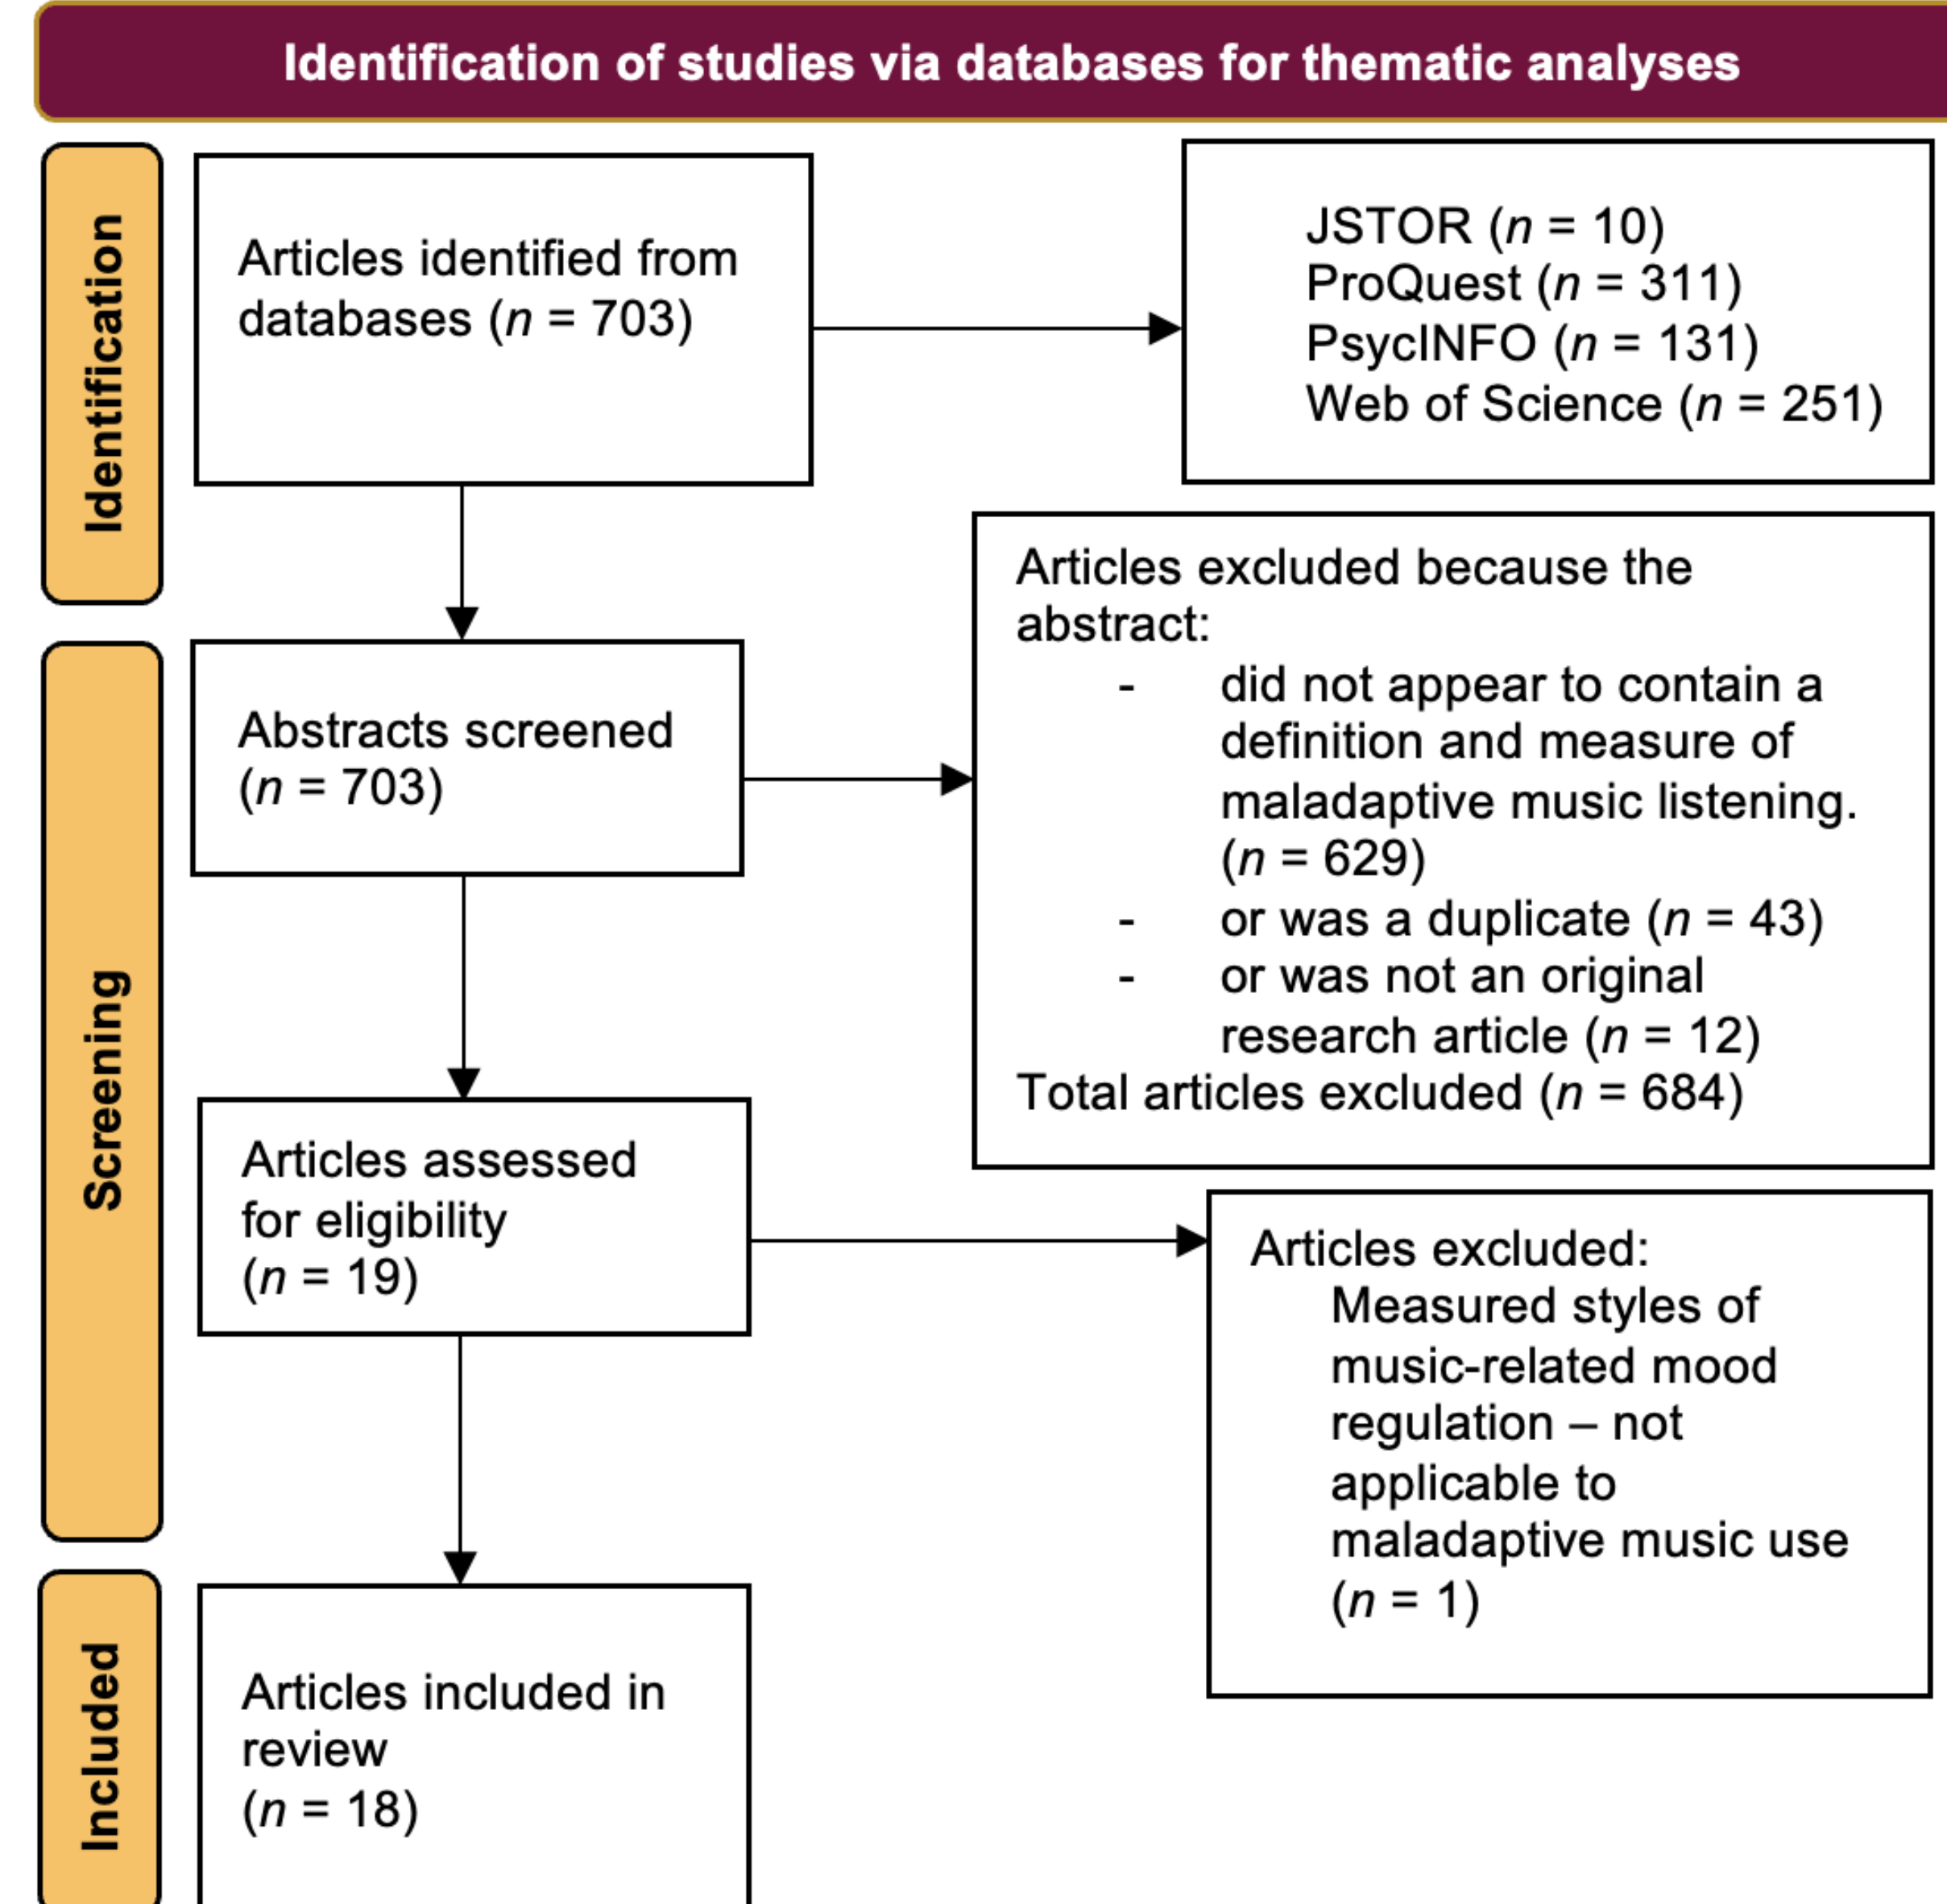 Identification of studies via databases for thematic analyses
Identification
Articles identified from
databases (n = 703)
JSTOR (n = 10)
ProQuest (n = 311)
PsycINFO (n = 131)
Web of Science (n = 251)
Screening
Abstracts screened
(n = 703)
Articles excluded because the
abstract:
- did not appear to contain a
definition and measure of
maladaptive music listening.
(n = 629)
- or was a duplicate (n = 43)
- or was not an original
research article (n = 12)
Total articles excluded (n = 684)
Articles assessed
for eligibility
(n = 19)
Articles excluded:
Measured styles of
music-related mood
regulation – not
applicable to
maladaptive music use
(n = 1)
Included
Articles included in
review
(n = 18)